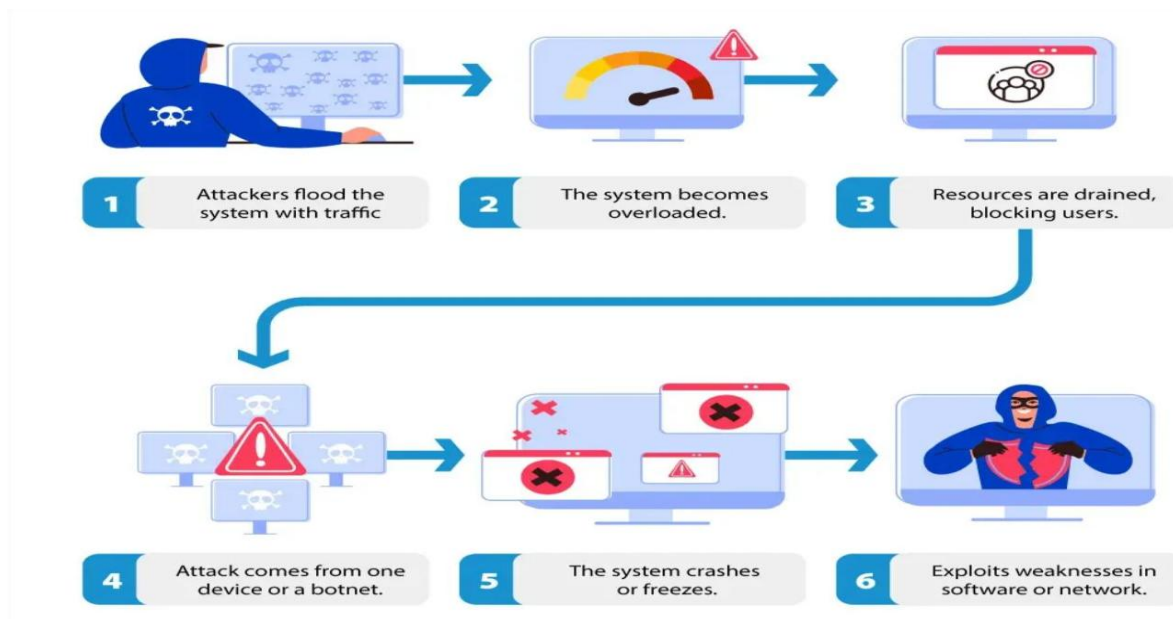 1
Attackers flood the
system with traffic
2
The system becomes
overloaded.
3
Resources are drained,
blocking users.
4
Attack comes from one
device or a botnet.
5
The system crashes
or freezes.
6
Exploits weaknesses in
software or network.